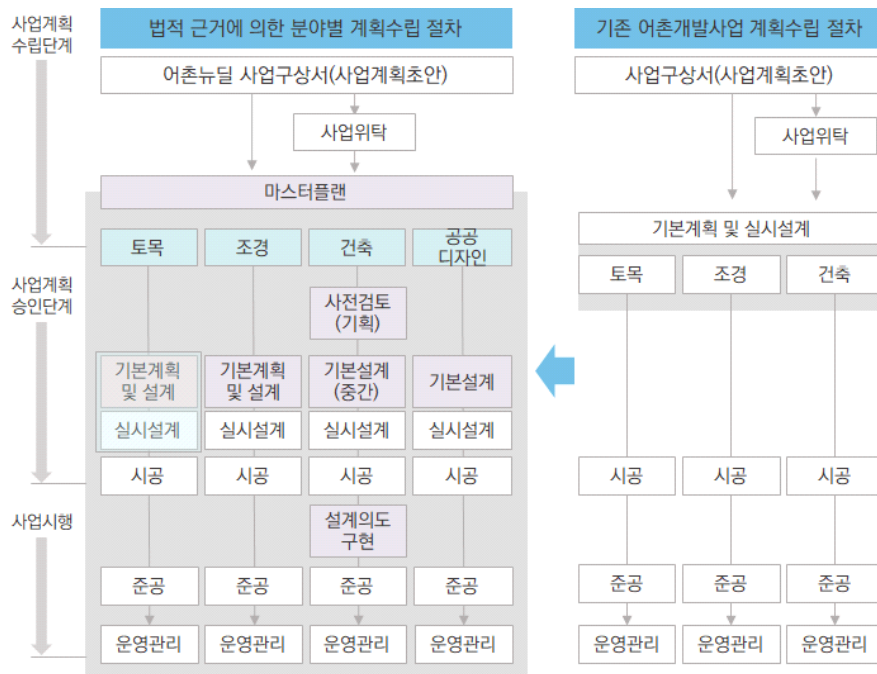 사업계획
수립단계
법적 근거에 의한 분야별 계획수립 절차
기존 어촌개발사업 계획수립 절차
어촌뉴딜 사업구상서(사업계획초안)
사업구상서(사업계획초안)
사업위탁
사업위탁
마스터플랜
기본계획 및 실시설계
토목
조경
건축
공공
디자인
토목
조경
건축
사업계획
승인단계
사전검토
(기획)
기본계획
및 설계
기본계획
및 설계
기본설계
(중간)
기본설계
실시설계
실시설계
실시설계
실시설계
시공
시공
시공
시공
시공
시공
시공
사업시행
설계의도
구현
준공
준공
준공
준공
준공
준공
준공
운영관리
운영관리
운영관리
운영관리
운영관리
운영관리
운영관리